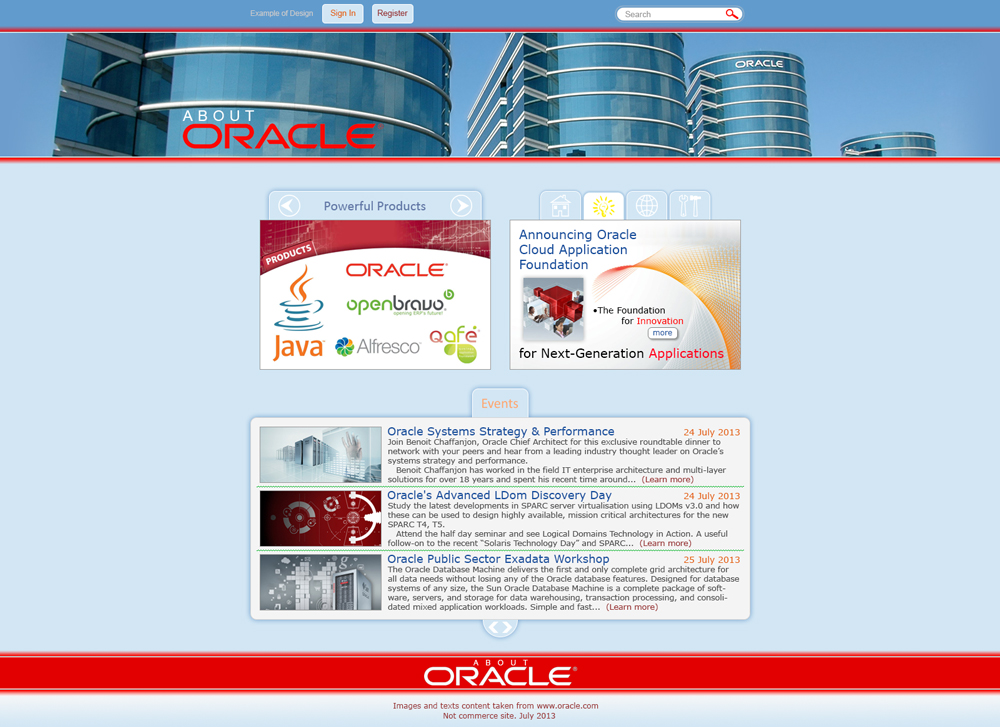 Example of Design
Sign In
Register
Search
ORACLE
ABOUT
ORACLE
Powerful Products
PRODUCTS
ORACLE
openbravo
opening ERP's future!
Java
Alfresco
Qafé
Announcing Oracle
Cloud Application
Foundation
•The Foundation
for Innovation
more
for Next-Generation Applications
Events
Oracle Systems Strategy & Performance 24 July 2013
Join Benoit Chaffanjon, Oracle Chief Architect for this exclusive roundtable dinner to
network with your peers and hear from a leading industry thought leader on Oracle's
systems strategy and performance.
Benoit Chaffanjon has worked in the field IT enterprise architecture and multi-layer
solutions for over 18 years and spent his recent time around... (Learn more)
Oracle's Advanced LDom Discovery Day 24 July 2013
Study the latest developments in SPARC server virtualisation using LDOMs v3.0 and how
these can be used to design highly available, mission critical architectures for the new
SPARC T4, T5.
Attend the half day seminar and see Logical Domains Technology in Action. A useful
follow-on to the recent “Solaris Technology Day” and SPARC... (Learn more)
Oracle Public Sector Exadata Workshop 25 July 2013
The Oracle Database Machine delivers the first and only complete grid architecture for
all data needs without losing any of the Oracle database features. Designed for database
systems of any size, the Sun Oracle Database Machine is a complete package of soft-
ware, servers, and storage for data warehousing, transaction processing, and consoli-
dated mixed application workloads. Simple and fast... (Learn more)
ABOUT
ORACLE®
Images and texts content taken from www.oracle.com
Not commerce site. July 2013